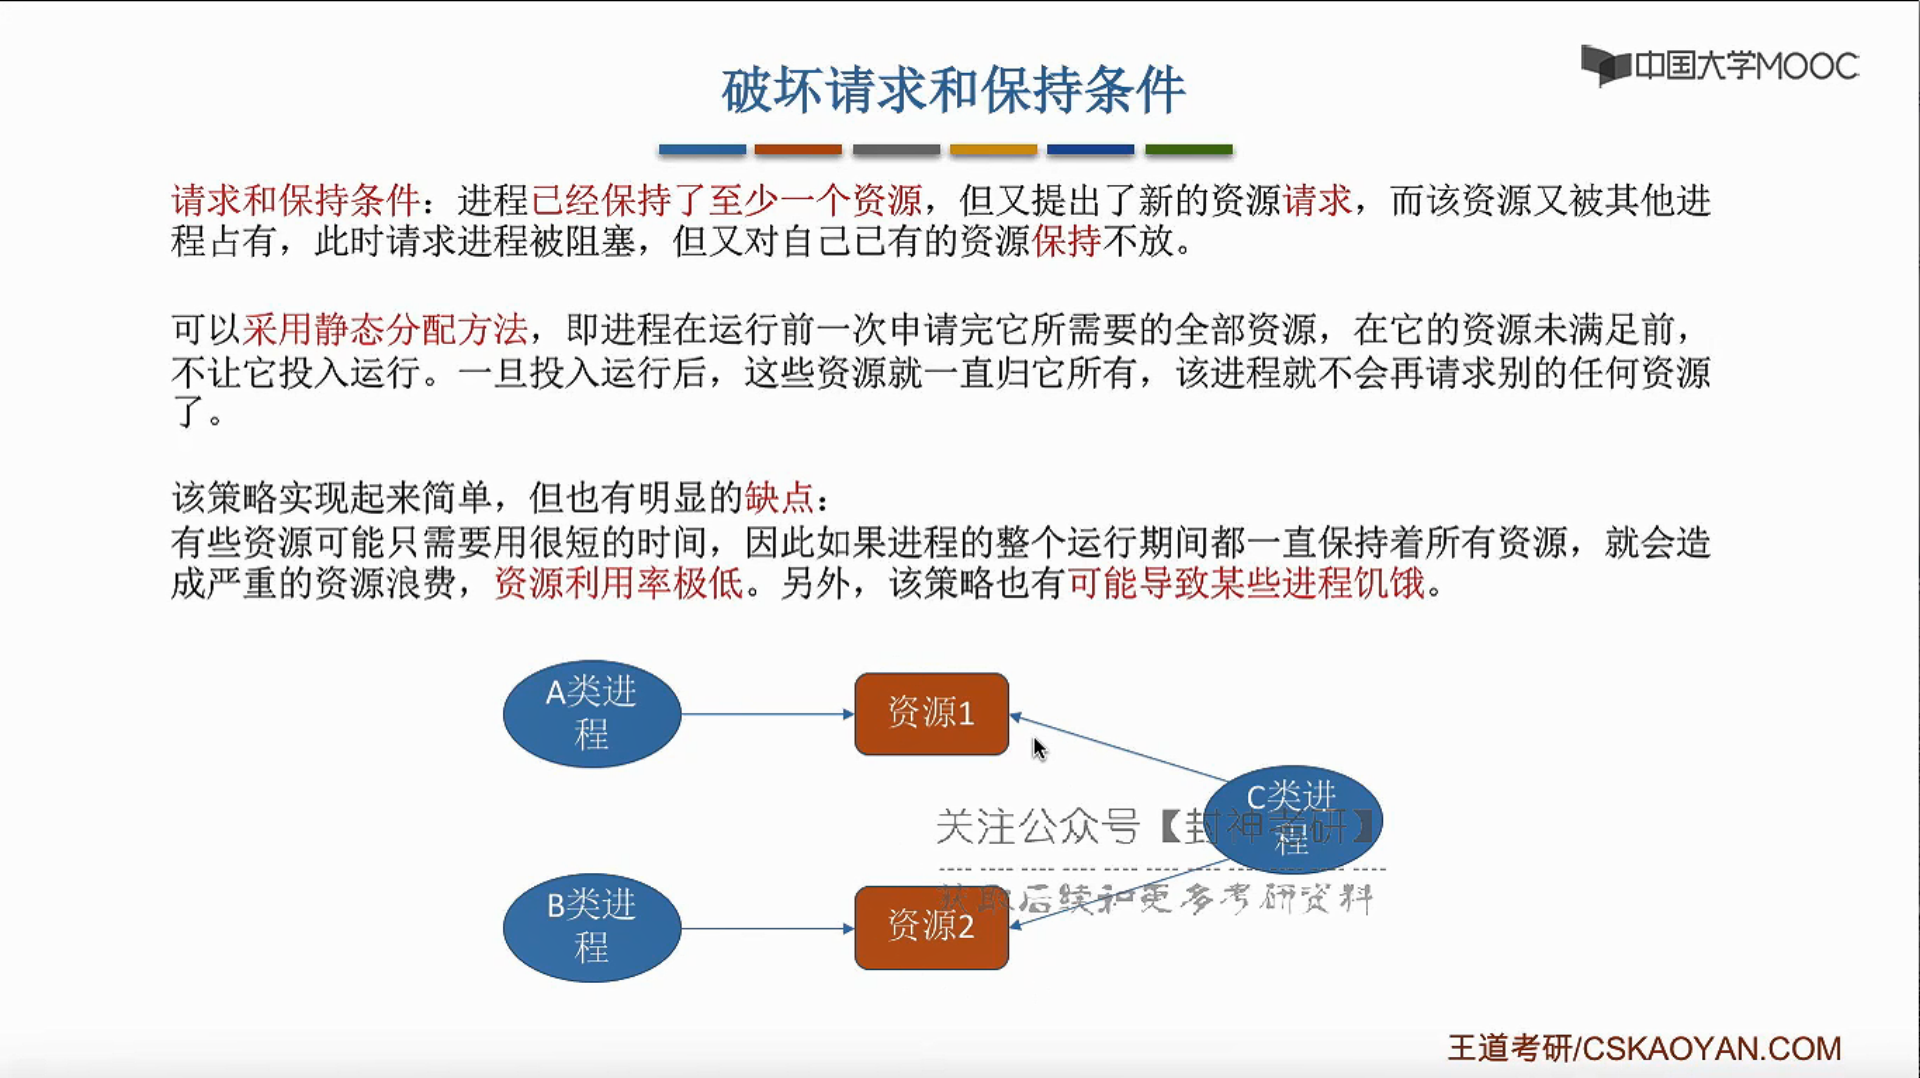 中国大学MOOC
破坏请求和保持条件
请求和保持条件：进程已经保持了至少一个资源，但又提出了新的资源请求，而该资源又被其他进
程占有，此时请求进程被阻塞，但又对自己已有的资源保持不放。
可以采用静态分配方法，即进程在运行前一次申请完它所需要的全部资源，在它的资源未满足前，
不让它投入运行。一旦投入运行后，这些资源就一直归它所有，该进程就不会再请求别的任何资源
了。
该策略实现起来简单，但也有明显的缺点：
有些资源可能只需要用很短的时间，因此如果进程的整个运行期间都一直保持着所有资源，就会造
成严重的资源浪费，资源利用率极低。另外，该策略也有可能导致某些进程饥饿。
A类进
程
资源1
C类进
程
关注公众号【封神考研】
获取后续和更多考研资料
B类进
程
资源2
王道考研/CSKAOYAN.COM